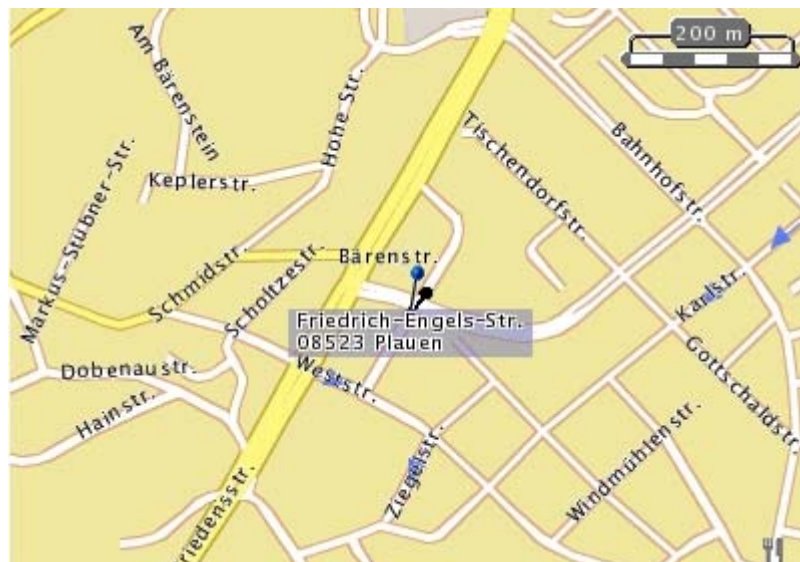 200 m
Am Bärenstein
Hohe Str.
Tischendorfstr.
Bahnhofstr.
Keplerstr.
Markus-Stübner-Str.
Schmidstr.
Scholtzestr.
Bärenstr.
Karlstr.
Friedrich-Engels-Str.
08523 Plauen
Dobenaustr.
Weststr.
Gottschaldstr.
Hainstr.
Ziegelstr.
Windmühlenstr.
riedensstr.